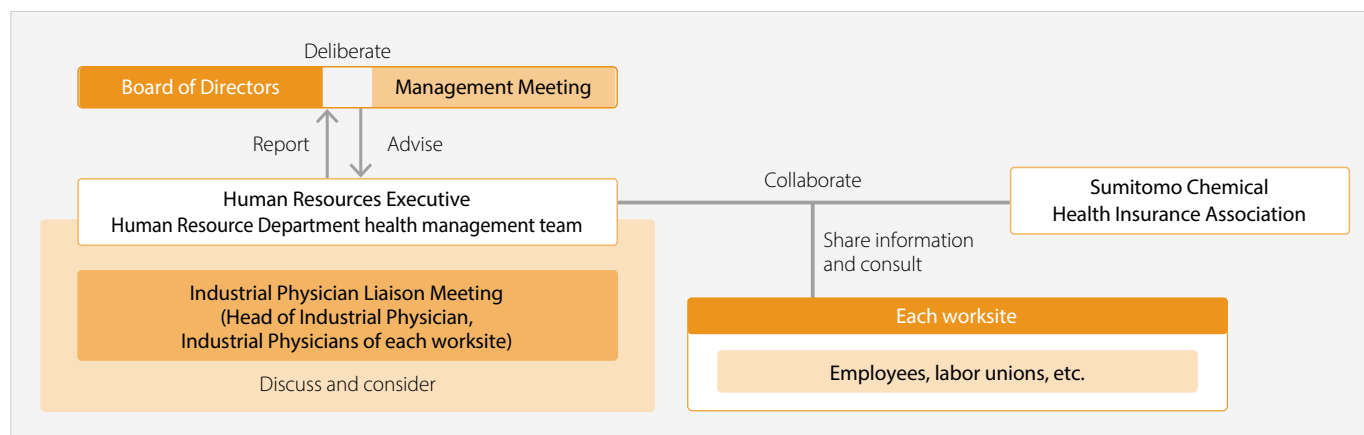 Deliberate
Board of Directors
Management Meeting
Report
Advise
Human Resources Executive
Human Resource Department health management team
Collaborate
Sumitomo Chemical
Health Insurance Association
Share information
and consult
Industrial Physician Liaison Meeting
(Head of Industrial Physician,
Industrial Physicians of each worksite)
Discuss and consider
Each worksite
Employees, labor unions, etc.